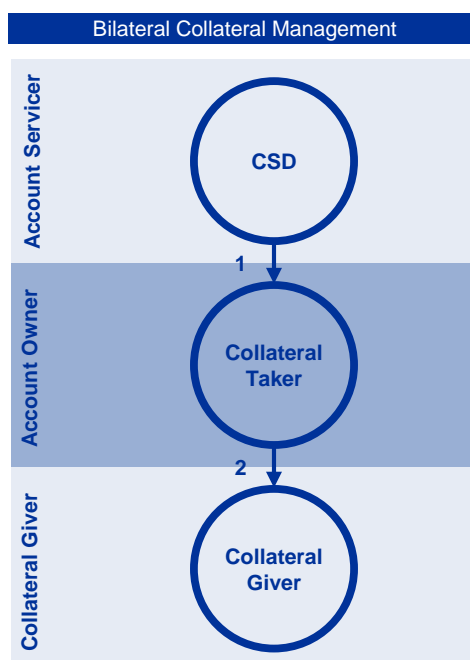 Bilateral Collateral Management
Account Servicer
CSD
1
Account Owner
Collateral
Taker
2
Collateral Giver
Collateral
Giver